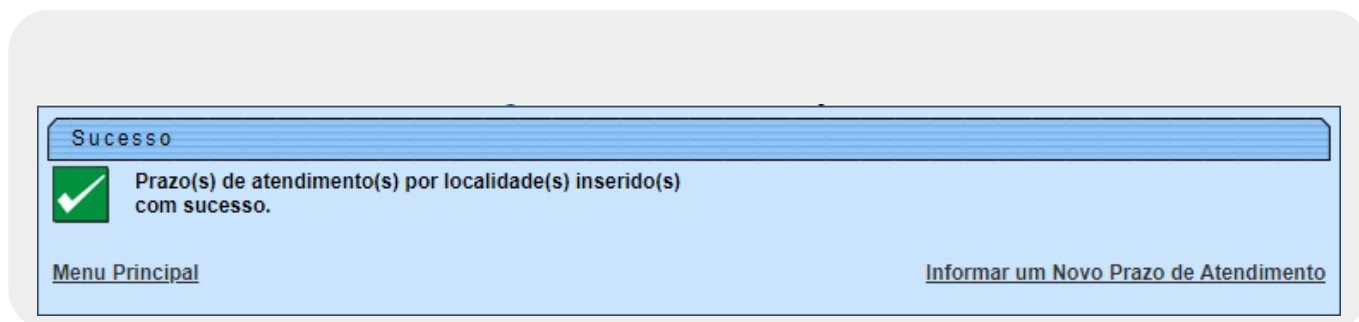 Sucesso
Prazo(s) de atendimento(s) por localidade(s) inserido(s)
com sucesso.
Menu Principal
Informar um Novo Prazo de Atendimento